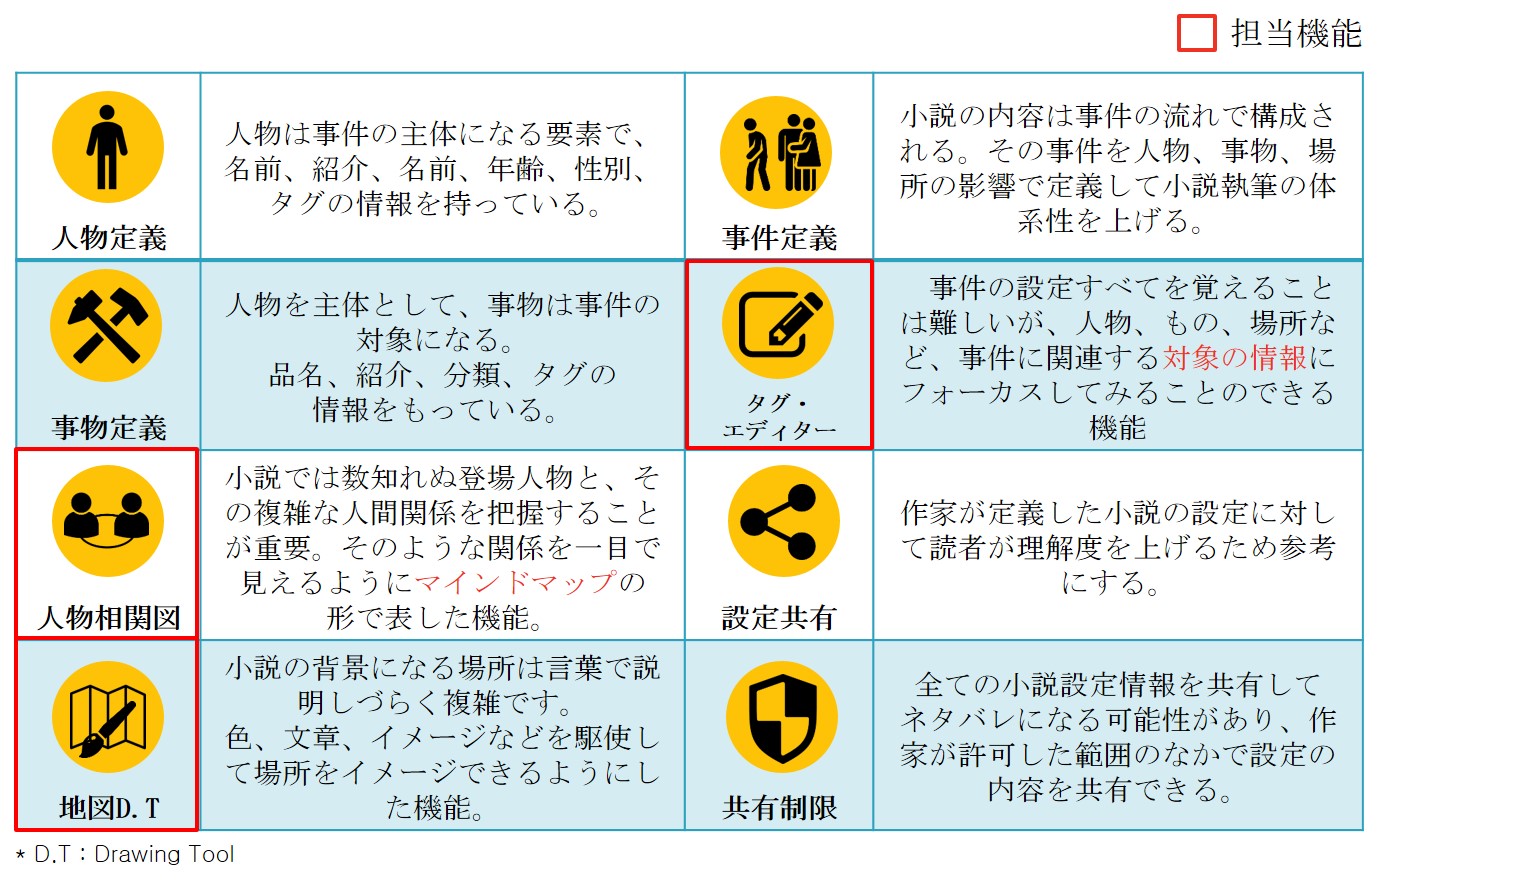 担当機能
人物は事件の主体になる要素で、
名前、紹介、名前、年齢、性別、
タグの情報を持っている。
人物定義
小説の内容は事件の流れで構成さ
れる。その事件を人物、事物、場
所の影響で定義して小説執筆の体
系性を上げる。
事件定義
人物を主体として、事物は事件の
対象になる。
品名、紹介、分類、タグの
情報をもっている。
事物定義
事件の設定すべてを覚えること
は難しいが、人物、もの、場所な
ど、事件に関連する対象の情報に
フォーカスしてみることのできる
機能
タグ・
エディター
小説では数知れぬ登場人物と、そ
の複雑な人間関係を把握すること
が重要。そのような関係を一目で
見えるようにマインドマップの
形で表した機能。
人物相関図
作家が定義した小説の設定に対し
て読者が理解度を上げるため参考
にする。
設定共有
小説の背景になる場所は言葉で説
明しづらく複雑です。
色、文章、イメージなどを駆使し
て場所をイメージできるようにし
た機能。
地図D.T
全ての小説設定情報を共有して
ネタバレになる可能性があり、作
家が許可した範囲のなかで設定の
内容を共有できる。
共有制限
* D.T : Drawing Tool